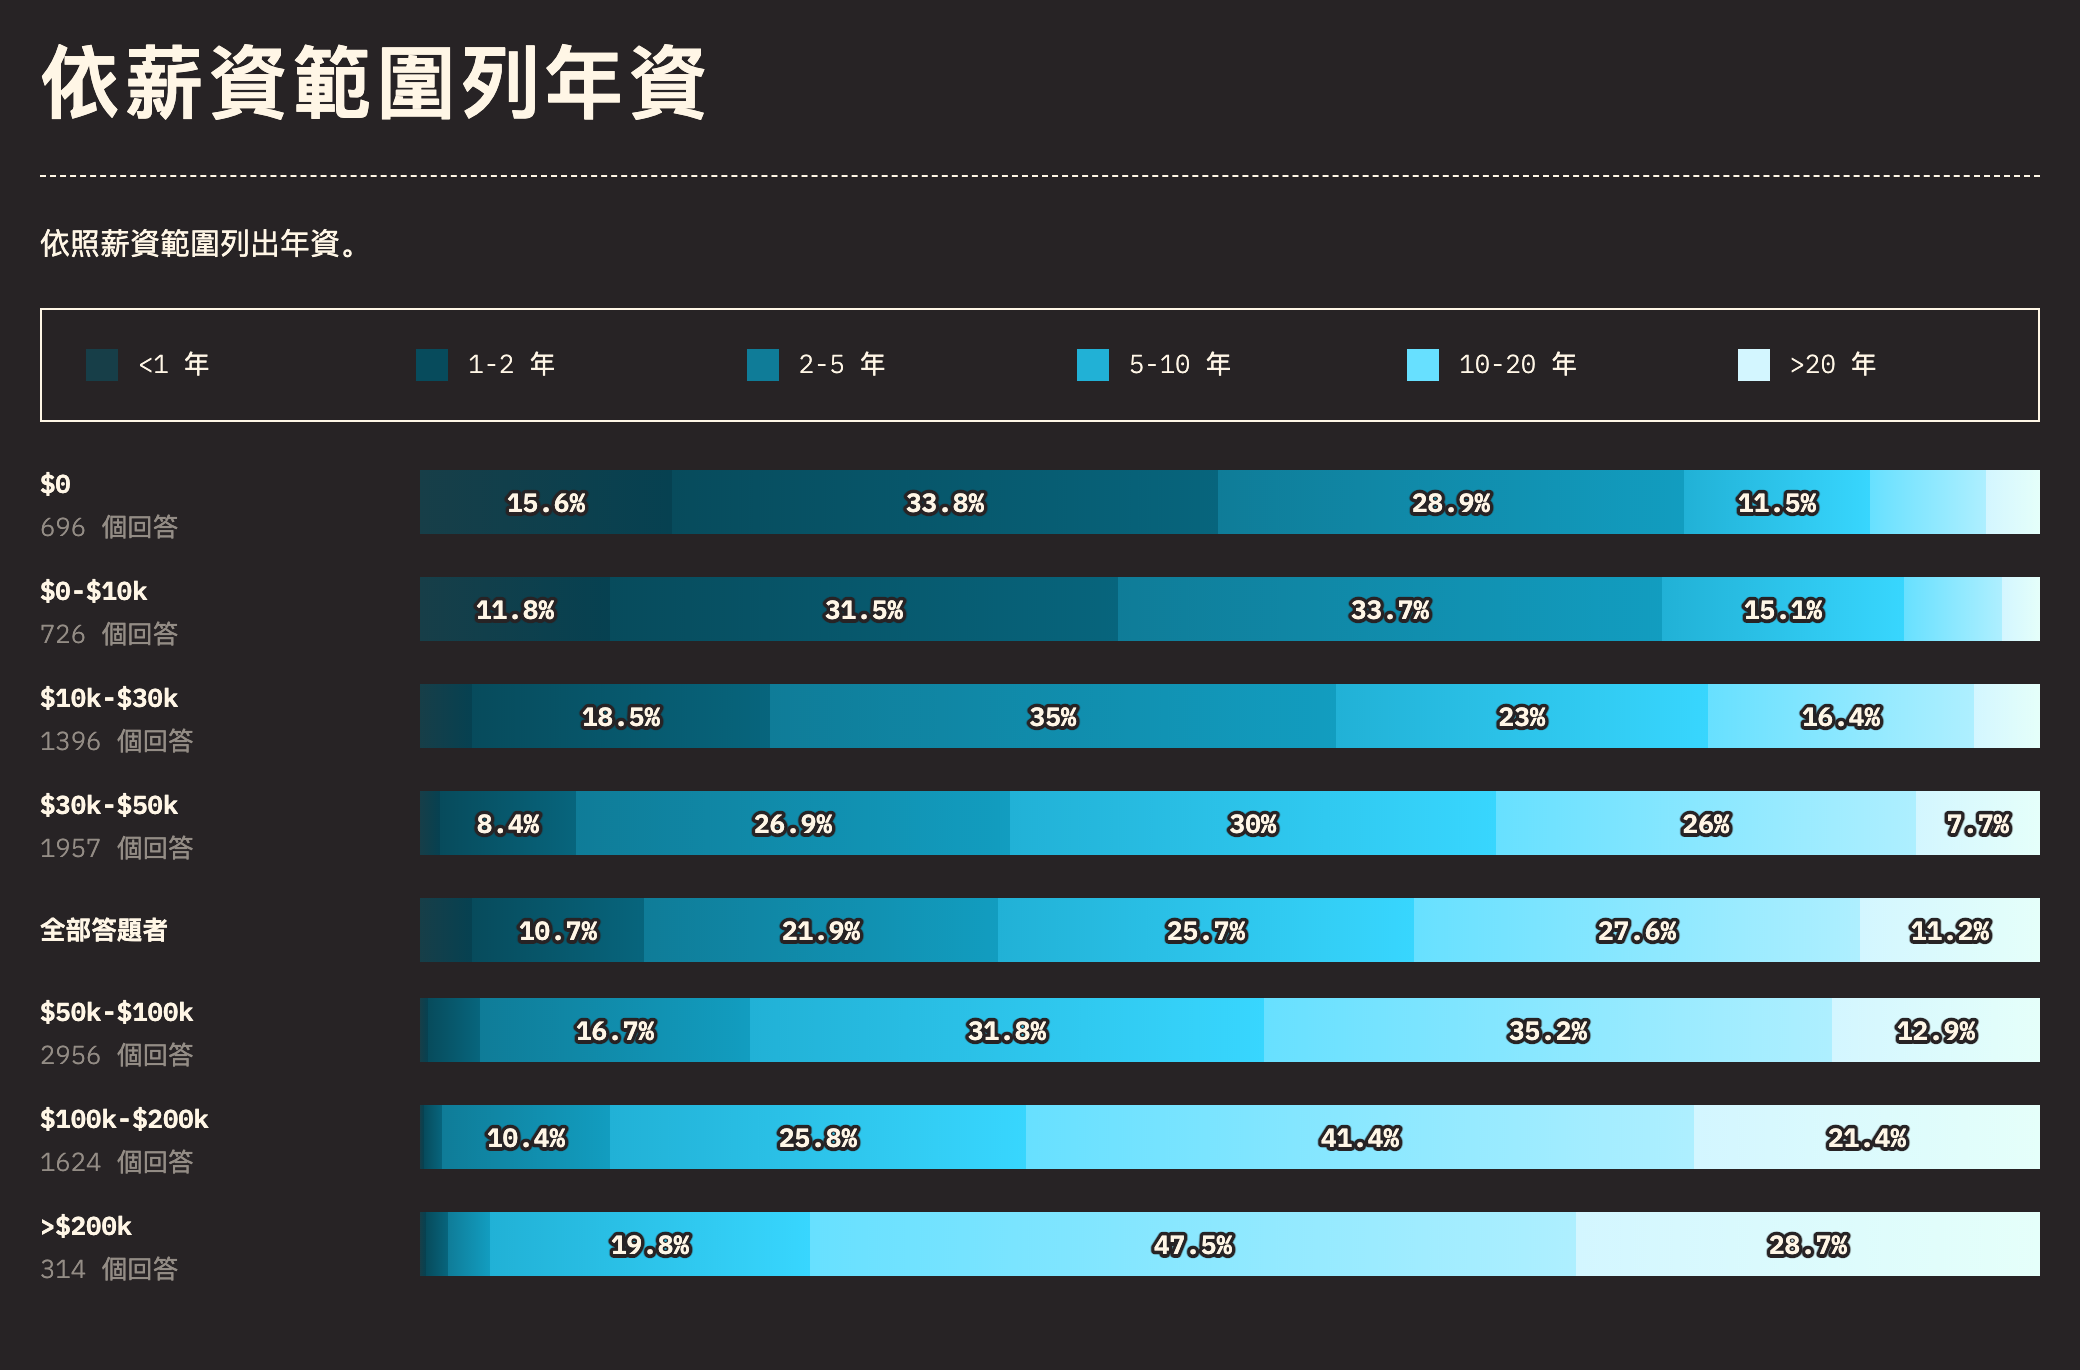 依薪資範圍列年資
依照薪資範圍列出年資。
<1 年 1-2 年 2-5 年 5-10 年 10-20 年 >20 年
$0
696 個回答
15.6% 33.8% 28.9% 11.5%
$0-$10k
726 個回答
11.8% 31.5% 33.7% 15.1%
$10k-$30k
1396 個回答
18.5% 35% 23% 16.4%
$30k-$50k
1957 個回答
8.4% 26.9% 30% 26% 7.7%
全部答題者
10.7% 21.9% 25.7% 27.6% 11.2%
$50k-$100k
2956 個回答
16.7% 31.8% 35.2% 12.9%
$100k-$200k
1624 個回答
10.4% 25.8% 41.4% 21.4%
>$200k
314 個回答
19.8% 47.5% 28.7%